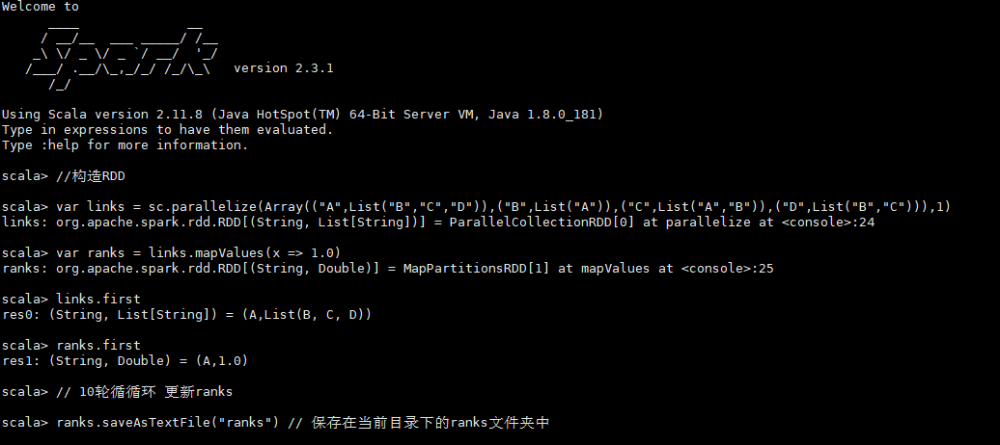 Welcome to
      ____              __
     / __/__  ___ _____/ /__
    _\ \/ _ \/ _ `/ __/  '_/
   /___/ .__/\_,_/_/ /_/\_\   version 2.3.1
      /_/
Using Scala version 2.11.8 (Java HotSpot(TM) 64-Bit Server VM, Java 1.8.0_181)
Type in expressions to have them evaluated.
Type :help for more information.
scala> //构造RDD
scala> var links = sc.parallelize(Array(("A",List("B","C","D")),("B",List("A")),("C",List("A","B")),("D",List("B","C"))),1)
links: org.apache.spark.rdd.RDD[(String, List[String])] = ParallelCollectionRDD[0] at parallelize at <console>:24
scala> var ranks = links.mapValues(x => 1.0)
ranks: org.apache.spark.rdd.RDD[(String, Double)] = MapPartitionsRDD[1] at mapValues at <console>:25
scala> links.first
res0: (String, List[String]) = (A,List(B, C, D))
scala> ranks.first
res1: (String, Double) = (A,1.0)
scala> // 10轮循循环 更新ranks
scala> ranks.saveAsTextFile("ranks") // 保存在当前目录下的ranks文件夹中